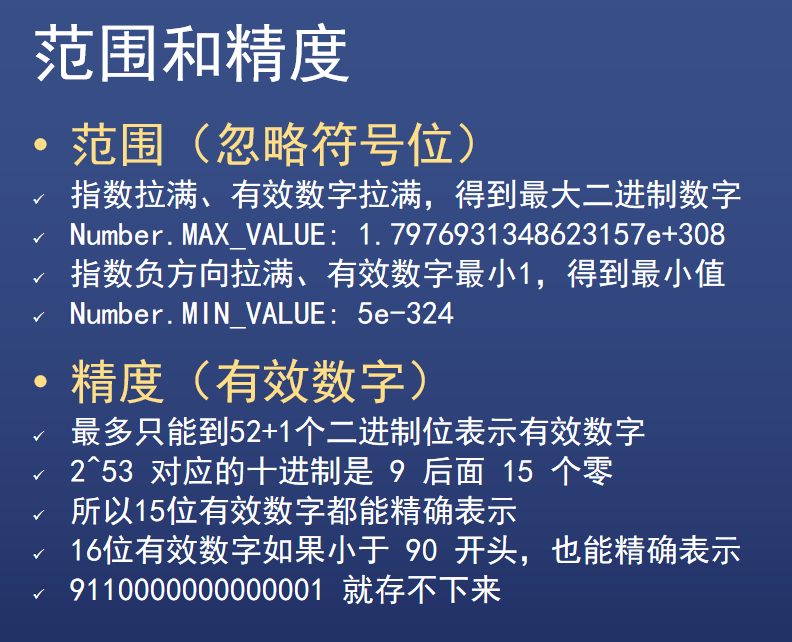 范围和精度
• 范围（忽略符号位）
✓ 指数拉满、有效数字拉满，得到最大二进制数字
✓ Number.MAX_VALUE: 1.7976931348623157e+308
✓ 指数负方向拉满、有效数字最小1，得到最小值
✓ Number.MIN_VALUE: 5e-324
• 精度（有效数字）
✓ 最多只能到52+1个二进制位表示有效数字
✓ 2^53 对应的十进制是 9 后面 15 个零
✓ 所以15位有效数字都能精确表示
✓ 16位有效数字如果小于 90 开头，也能精确表示
✓ 9110000000000001 就存不下来